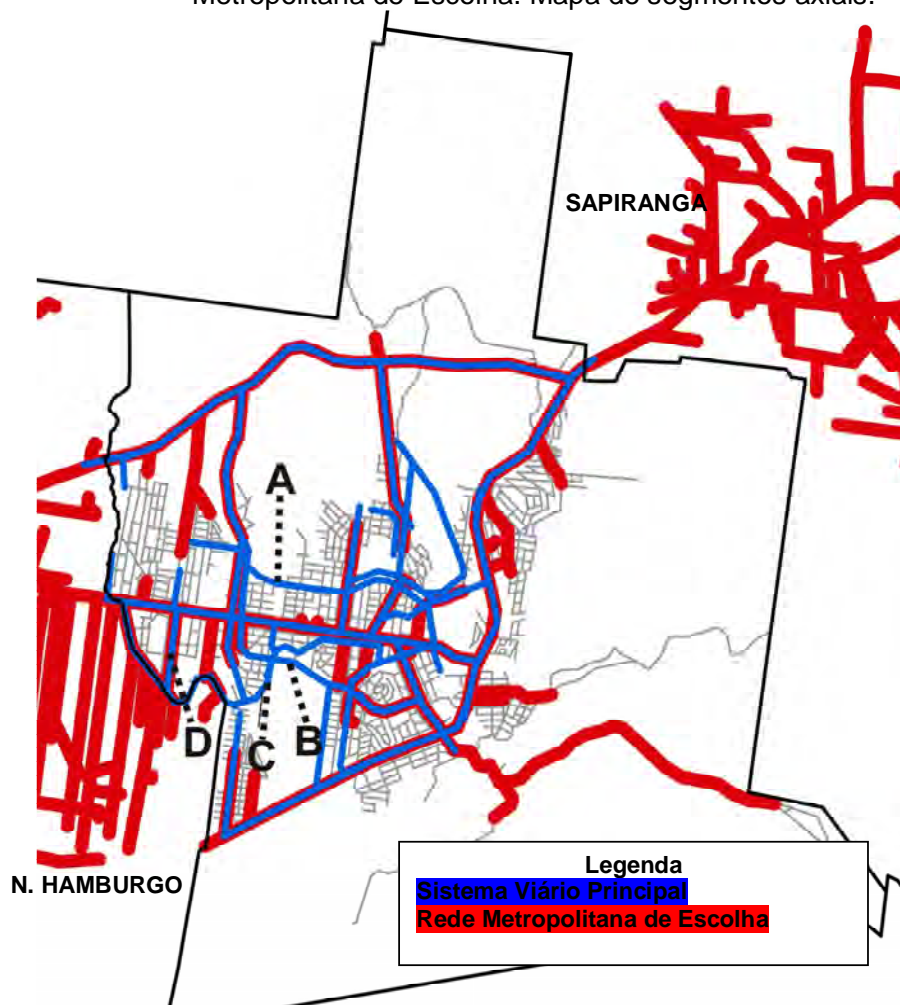 Metropolitana de Escolha. Mapa de segmentos axiais.
SAPIRANGA
A
D
C
B
N. HAMBURGO
Legenda
Sistema Viário Principal
Rede Metropolitana de Escolha